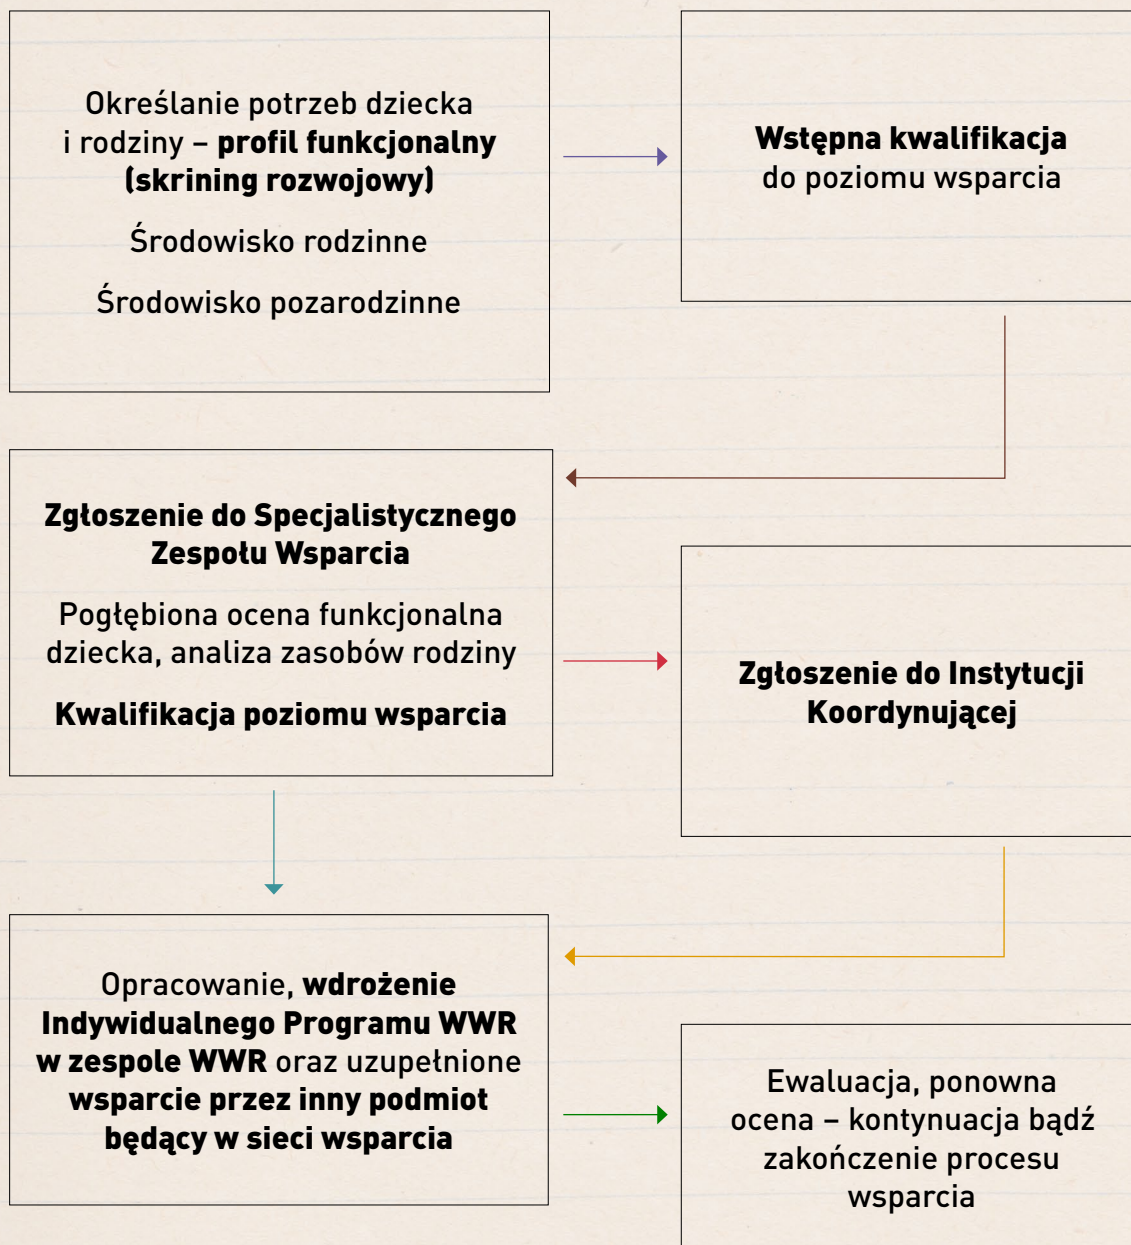 Określanie potrzeb dziecka
i rodziny – profil funkcjonalny
(skrining rozwojowy)
Środowisko rodzinne
Środowisko pozarodzinne
Wstępna kwalifikacja
do poziomu wsparcia
Zgłoszenie do Specjalistycznego
Zespołu Wsparcia
Pogłębiona ocena funkcjonalna
dziecka, analiza zasobów rodziny
Kwalifikacja poziomu wsparcia
Zgłoszenie do Instytucji
Koordynującej
Opracowanie, wdrożenie
Indywidualnego Programu WWR
w zespole WWR oraz uzupełnione
wsparcie przez inny podmiot
będący w sieci wsparcia
Ewaluacja, ponowna
ocena – kontynuacja bądź
zakończenie procesu
wsparcia